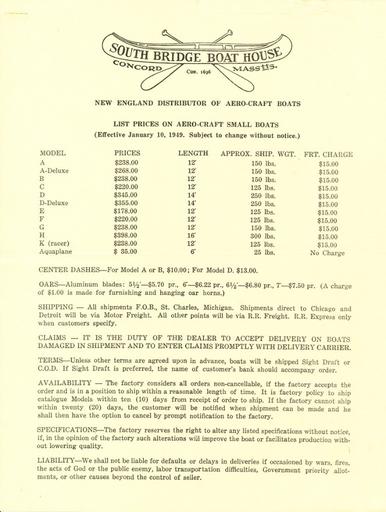 SOUTH BRIDGE BOAT HOUSE
CONCORD MASSTTS.
CIR. 1696
NEW ENGLAND DISTRIBUTOR OF AERO-CRAFT BOATS
LIST PRICES ON AERO-CRAFT SMALL BOATS
(Effective January 10, 1949. Subject to change without notice.)
MODEL PRICES LENGTH APPROX. SHIP. WGT. FRT. CHARGE
A $238.00 12' 150 lbs. $15.00
A-Deluxe $268.00 12' 150 lbs. $15.00
B $238.00 12' 150 lbs. $15.00
C $220.00 12' 125 lbs. $15.00
D $345.00 14' 250 lbs. $15.00
D-Deluxe $355.00 14' 250 lbs. $15.00
E $178.00 12' 125 lbs. $15.00
F $220.00 12' 125 lbs. $15.00
G $238.00 12' 150 lbs. $15.00
H $398.00 16' 300 lbs. $15.00
K (racer) $238.00 12' 125 lbs. $15.00
Aquaplane $ 35.00 6' 25 lbs. No Charge
CENTER DASHES—For Model A or B, $10.00; For Model D, $13.00.
OARS—Aluminum blades: 5½'—$5.70 pr., 6'—$6.22 pr., 6½'—$6.80 pr., 7'—$7.50 pr. (A charge
of $1.00 is made for furnishing and hanging oar horns.)
SHIPPING — All shipments F.O.B., St. Charles, Michigan. Shipments direct to Chicago and
Detroit will be via Motor Freight. All other points will be via R.R. Freight. R.R. Express only
when customers specify.
CLAIMS — IT IS THE DUTY OF THE DEALER TO ACCEPT DELIVERY ON BOATS
DAMAGED IN SHIPMENT AND TO ENTER CLAIMS PROMPTLY WITH DELIVERY CARRIER.
TERMS—Unless other terms are agreed upon in advance, boats will be shipped Sight Draft or
C.O.D. If Sight Draft is preferred, the name of customer's bank should accompany order.
AVAILABILITY — The factory considers all orders non-cancellable, if the factory accepts the
order and is in a position to ship within a reasonable length of time. It is factory policy to ship
catalogue Models within ten (10) days from receipt of order to ship. If the factory cannot ship
within twenty (20) days, the customer will be notified when shipment can be made and he
shall then have the option to cancel by prompt notification to the factory.
SPECIFICATIONS—The factory reserves the right to alter any listed specifications without notice,
if, in the opinion of the factory such alterations will improve the boat or facilitates production with-
out lowering quality.
LIABILITY—We shall not be liable for defaults or delays in deliveries if occasioned by wars, fires,
the acts of God or the public enemy, labor transportation difficulties, Government priority allot-
ments, or other causes beyond the control of seller.